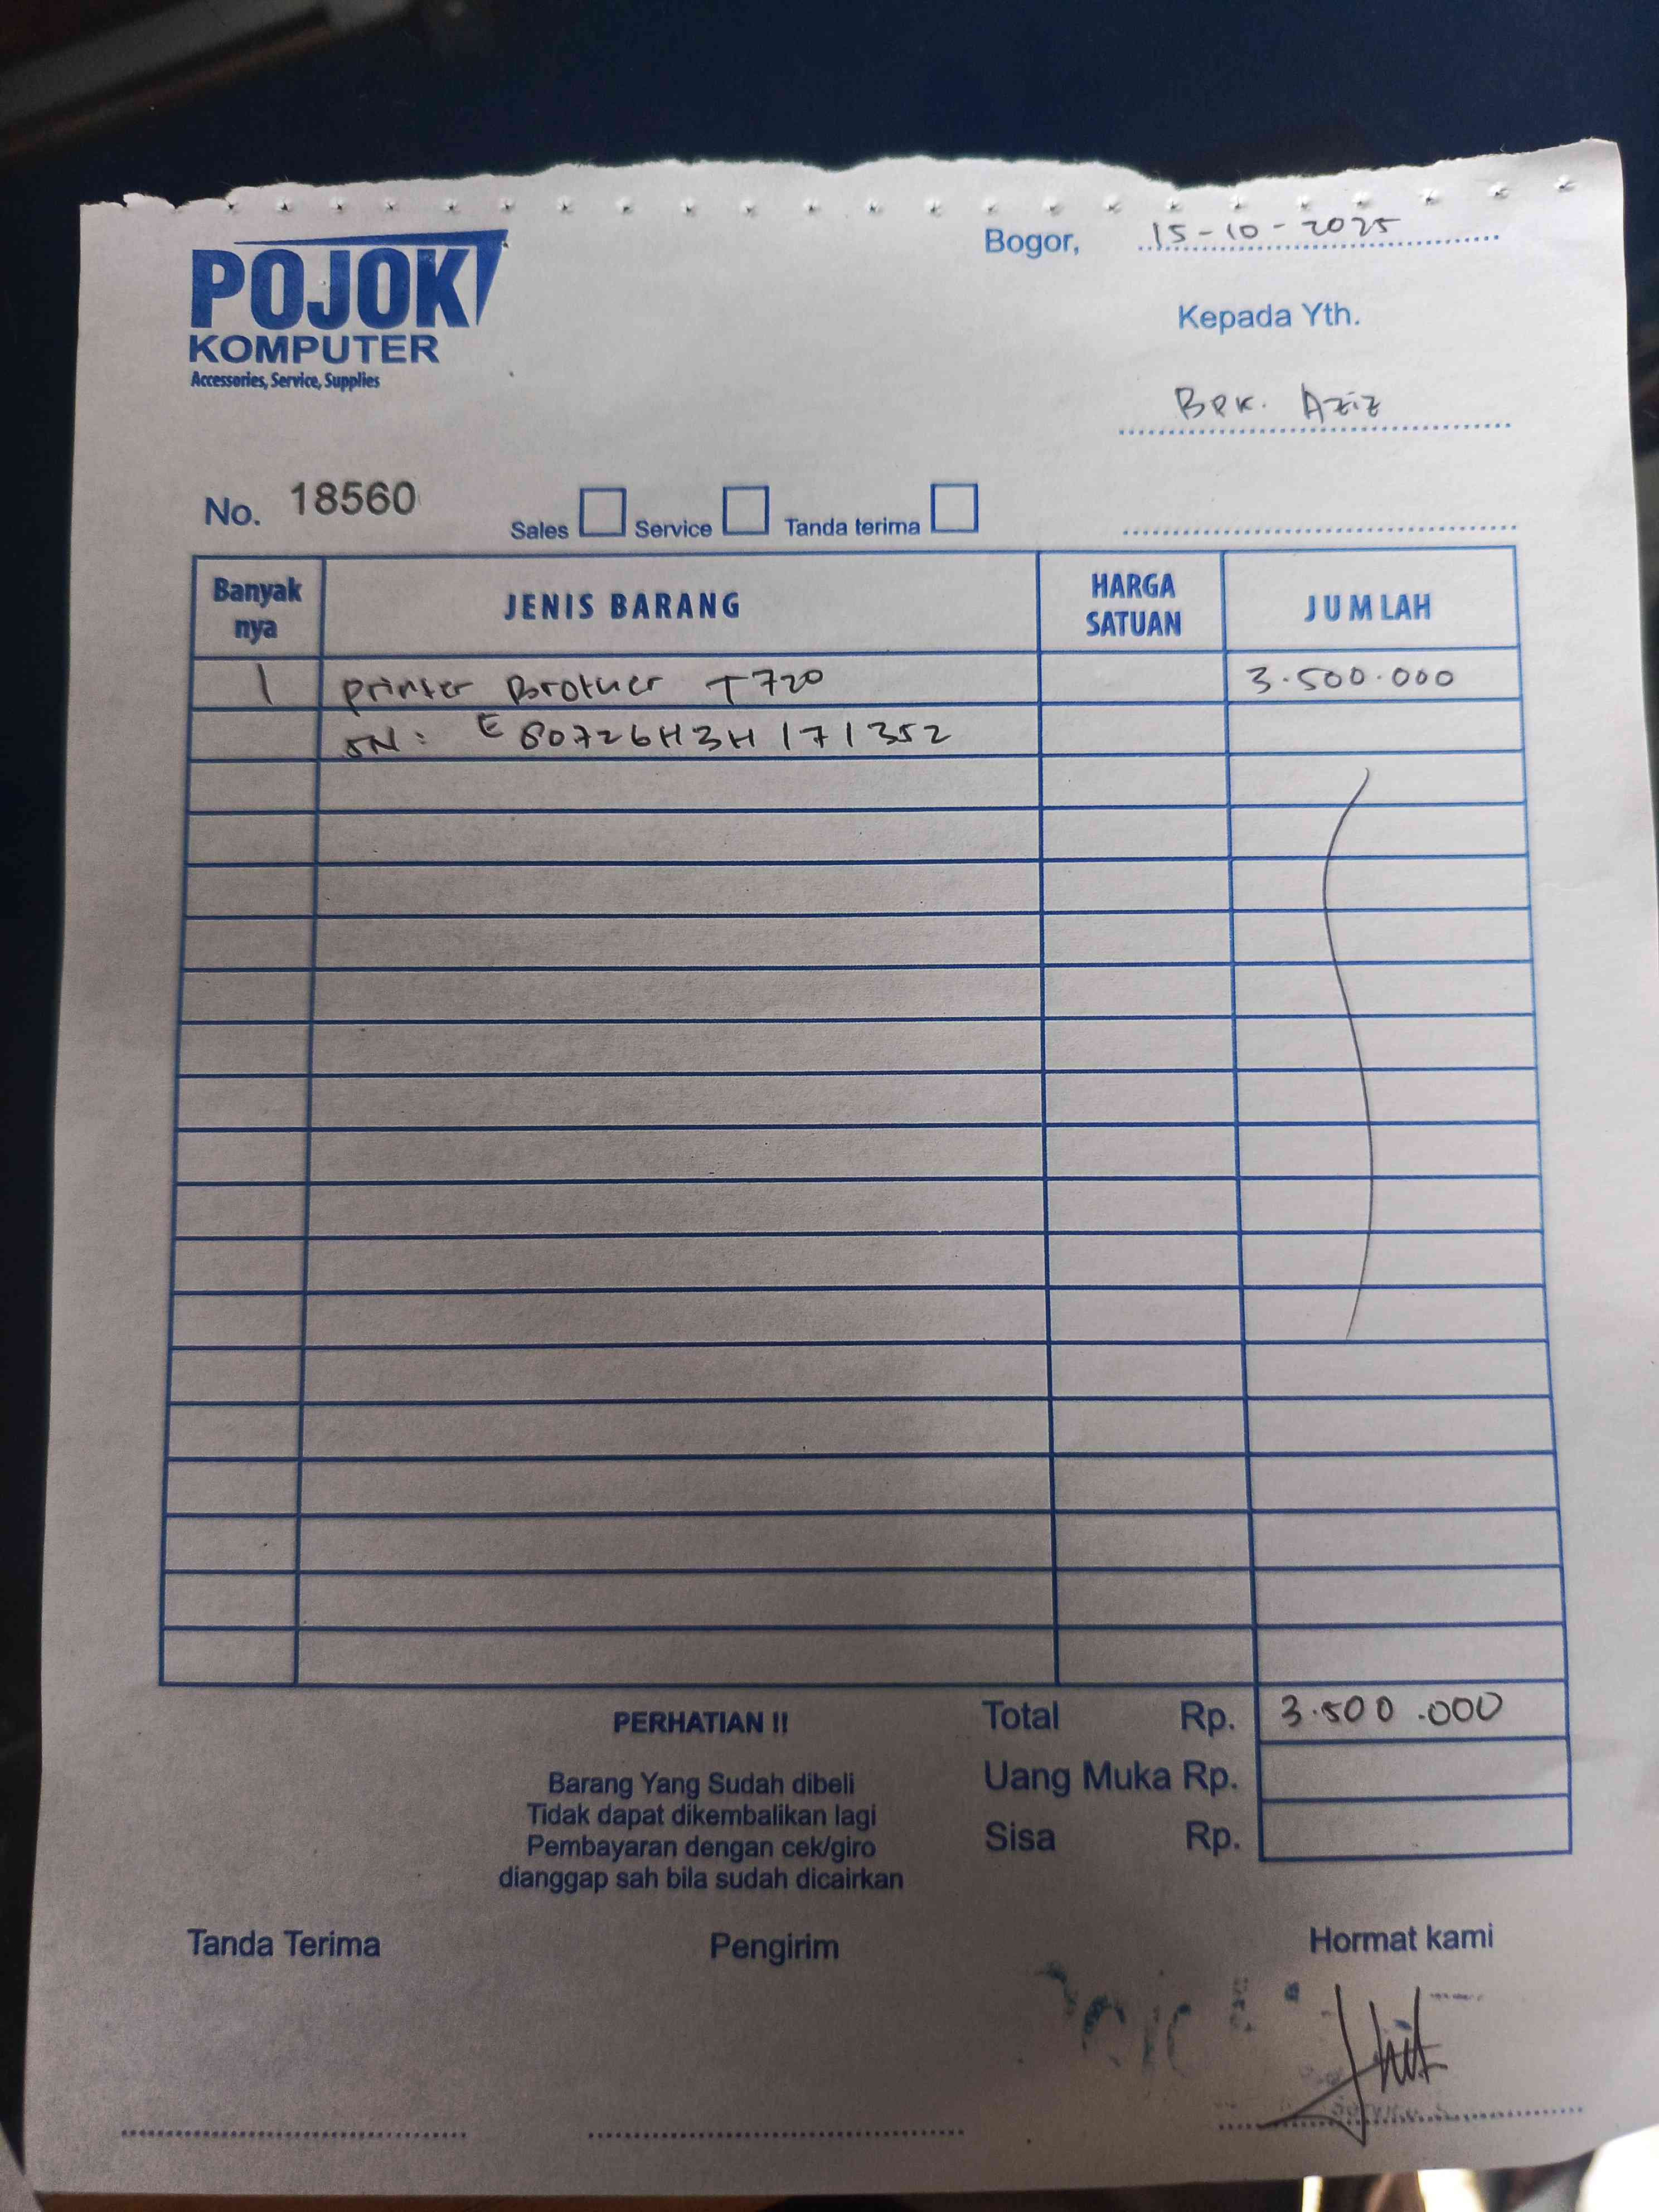 POJOK
KOMPUTER
Accessories, Service, Supplies
Bogor, 15-10-2025
Kepada Yth.
Bpk. Aziz
No. 18560
Sales Service Tanda terima
Banyak nya JENIS BARANG HARGA SATUAN JUMLAH
1 printer Brother T720 3.500.000
SN: E80726H3H171352
PERHATIAN !!
Barang Yang Sudah dibeli
Tidak dapat dikembalikan lagi
Pembayaran dengan cek/giro
dianggap sah bila sudah dicairkan
Total Rp. 3.500.000
Uang Muka Rp.
Sisa Rp.
Tanda Terima Pengirim Hormat kami